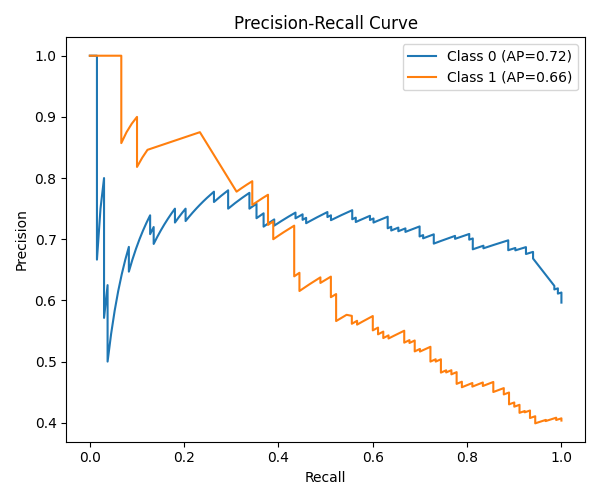 Precision-Recall Curve
Class 0 (AP=0.72)
Class 1 (AP=0.66)
Precision
1.0
0.9
0.8
0.7
0.6
0.5
0.4
0.0 0.2 0.4 0.6 0.8 1.0
Recall